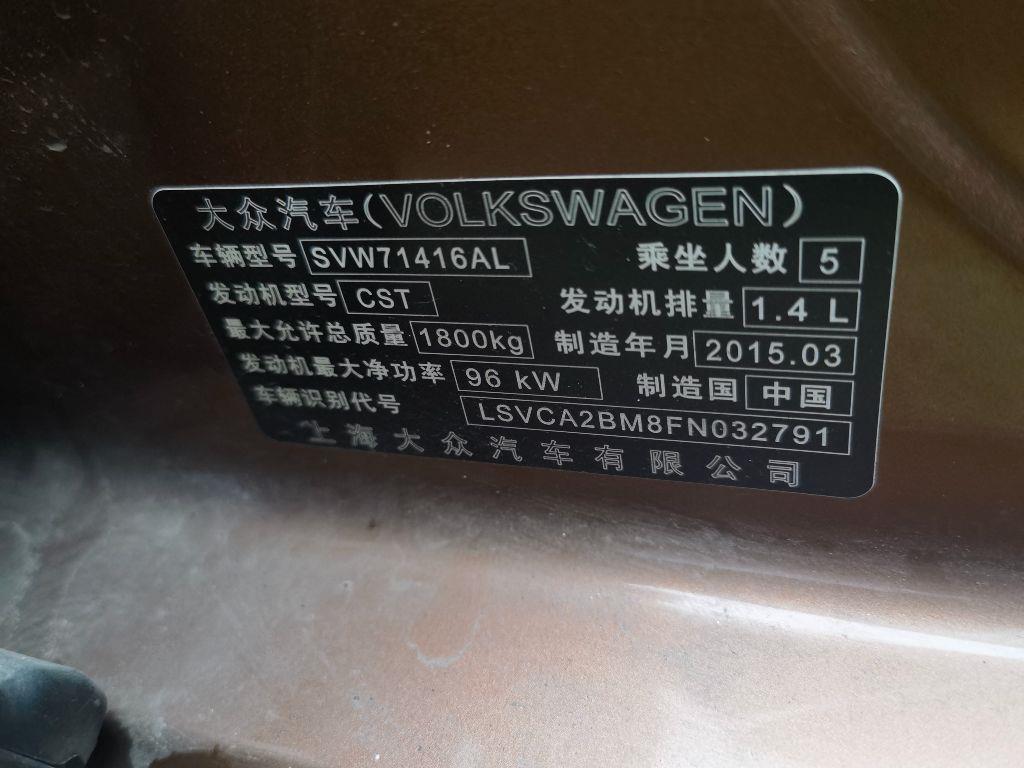 大众汽车(VOLKSWAGEN)
车辆型号 SVW71416AL 乘坐人数 5
发动机型号 CST 发动机排量 1.4 L
最大允许总质量 1800kg 制造年月 2015.03
发动机最大净功率 96 kW 制造国 中国
车辆识别代号 LSVCA2BM8FN032791
上海大众汽车有限公司